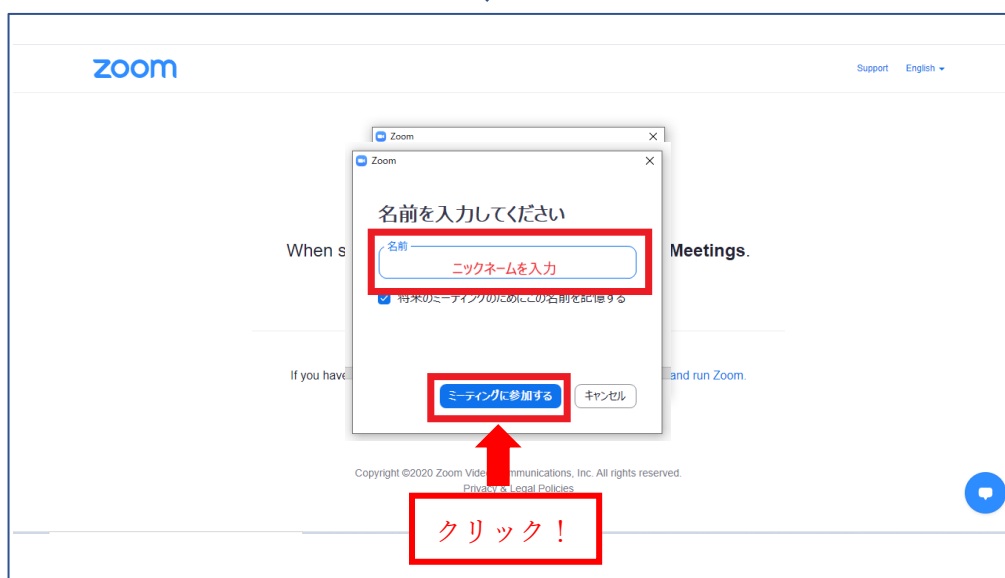 zoom
Support English
Zoom
Zoom
名前を入力してください
名前
ニックネームを入力
When s Meetings.
将来のミーティングのためにこの名前を記憶する
If you have and run Zoom.
ミーティングに参加する キャンセル
Copyright ©2020 Zoom Video mmunications, Inc. All rights reserved.
Privacy & Legal Policies
クリック！